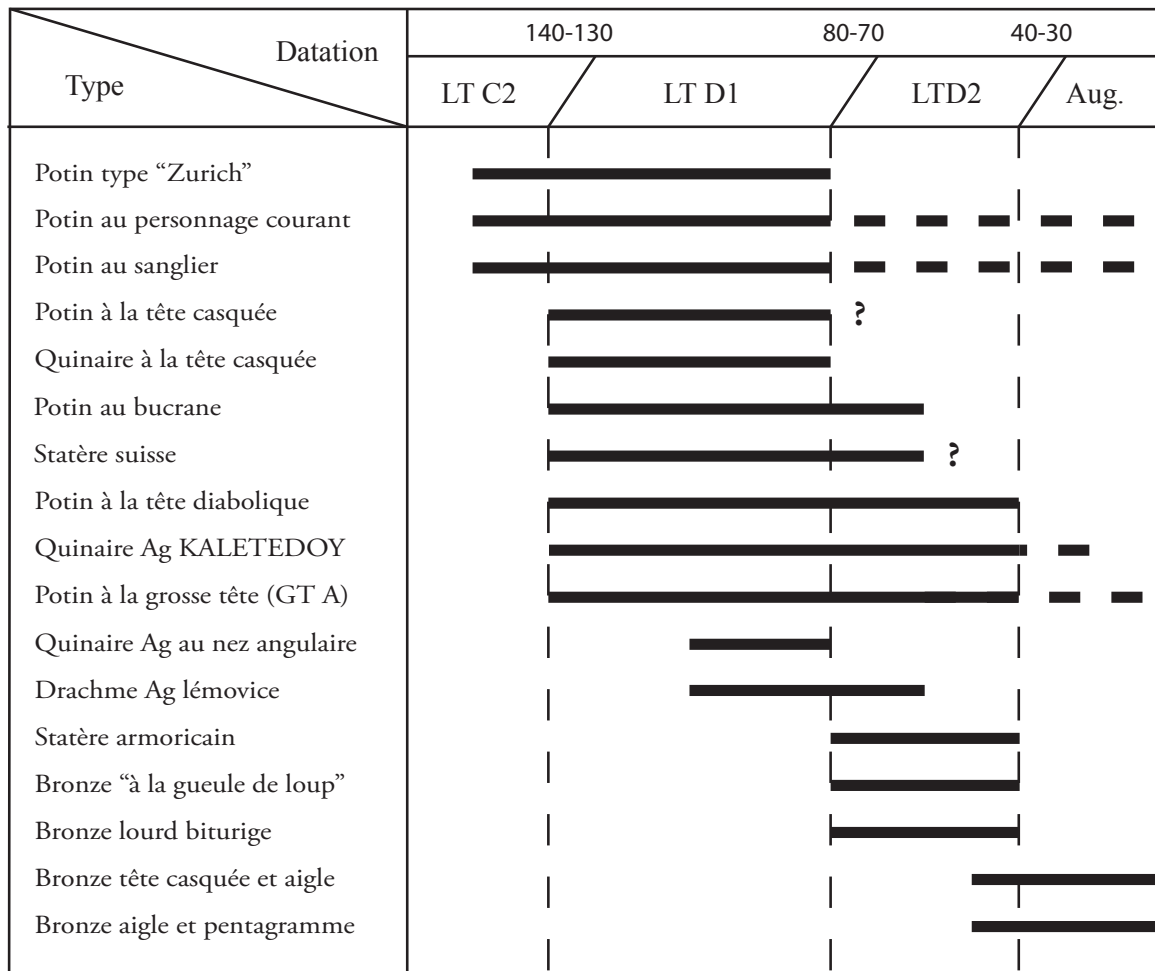 Datation
Type
140-130 80-70 40-30
LT C2 LT D1 LTD2 Aug.
Potin type “Zurich”
Potin au personnage courant
Potin au sanglier
Potin à la tête casquée ?
Quinaire à la tête casquée
Potin au bucrane
Statère suisse ?
Potin à la tête diabolique
Quinaire Ag KALETEDOY
Potin à la grosse tête (GT A)
Quinaire Ag au nez angulaire
Drachme Ag lémovice
Statère armoricain
Bronze “à la gueule de loup”
Bronze lourd biturige
Bronze tête casquée et aigle
Bronze aigle et pentagramme